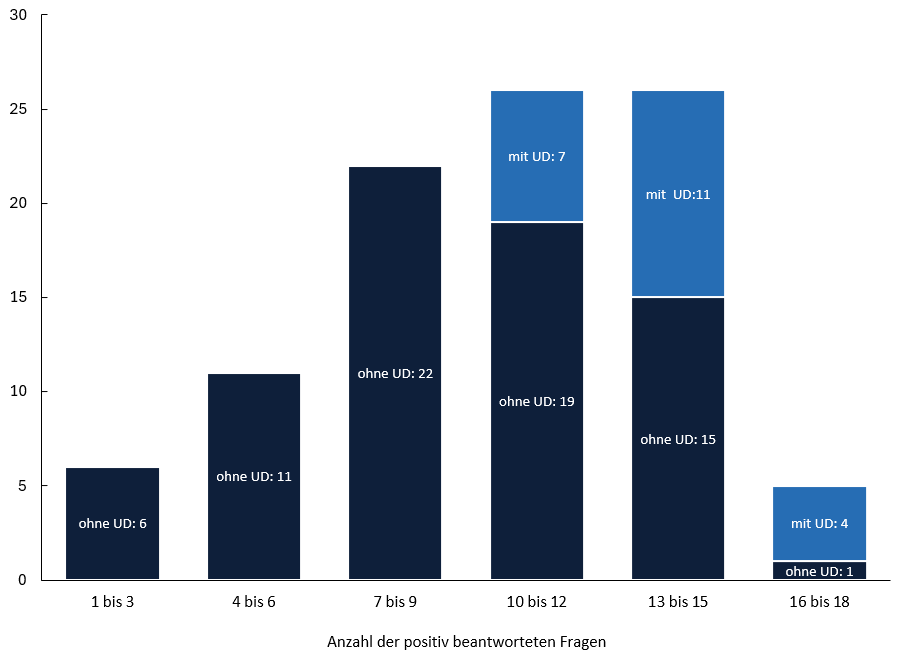 30
25
20
15
10
5
0
mit UD: 7
mit  UD:11
ohne UD: 22
ohne UD: 19
ohne UD: 15
ohne UD: 11
ohne UD: 6
mit UD: 4
ohne UD: 1
1 bis 3
4 bis 6
7 bis 9
10 bis 12
13 bis 15
16 bis 18
Anzahl der positiv beantworteten Fragen